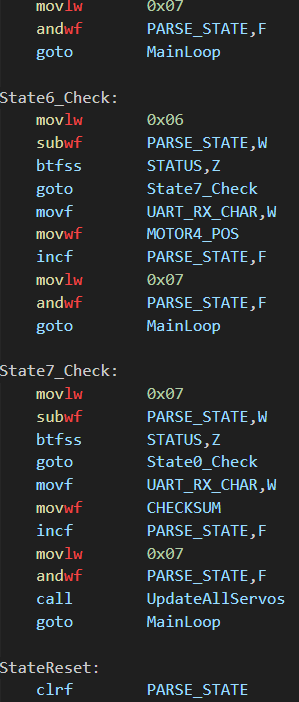 movlw 0x07
andwf PARSE_STATE,F
goto MainLoop
State6_Check:
movlw 0x06
subwf PARSE_STATE,W
btfss STATUS,Z
goto State7_Check
movf UART_RX_CHAR,W
movwf MOTOR4_POS
incf PARSE_STATE,F
movlw 0x07
andwf PARSE_STATE,F
goto MainLoop
State7_Check:
movlw 0x07
subwf PARSE_STATE,W
btfss STATUS,Z
goto State0_Check
movf UART_RX_CHAR,W
movwf CHECKSUM
incf PARSE_STATE,F
movlw 0x07
andwf PARSE_STATE,F
call UpdateAllServos
goto MainLoop
StateReset:
clrf PARSE_STATE